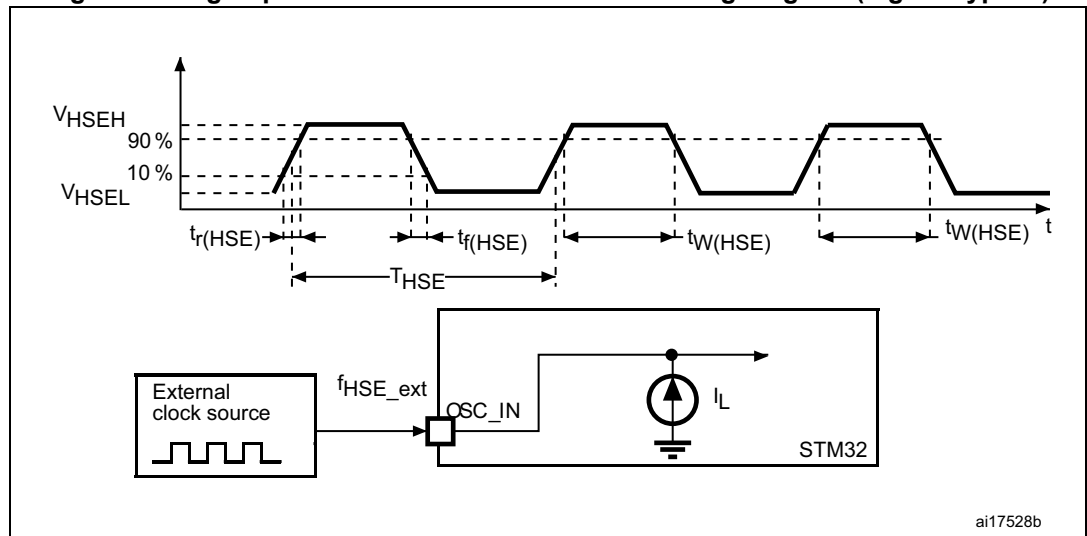 VHSEH
90 %
10 %
VHSEL
tr(HSE)
tf(HSE)
tW(HSE)
tW(HSE)
t
THSE
External
clock source
fHSE_ext
OSC_IN
IL
STM32
ai17528b